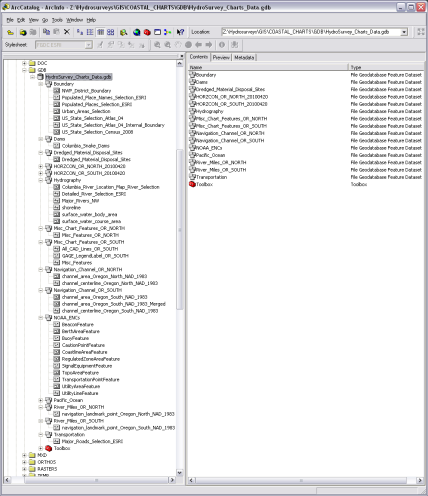 ArcCatalog - ArcInfo - Z:\Hydrosurveys\GIS\COASTAL_CHARTS\GDB\HydroSurvey_Charts_Data.gdb
File Edit View Go Tools Window Help
Location: Z:\Hydrosurveys\GIS\COASTAL_CHARTS\GDB\HydroSurvey_Charts_Data.gdb
Stylesheet: FGDC ESRI
Contents Preview Metadata
DOC
GDB
HydroSurvey_Charts_Data.gdb
Boundary
NWP_District_Boundary
Populated_Place_Names_Selection_ESRI
Populated_Places_Selection_ESRI
Urban_Areas_Selection
US_State_Selection_Atlas_04
US_State_Selection_Atlas_04_Internal_Boundary
US_State_Selection_Census_2008
Dams
Columbia_Snake_Dams
Dredged_Material_Disposal_Sites
Dredged_Material_Disposal_Sites
HORIZCON_OR_NORTH_20100420
HORIZCON_OR_SOUTH_20100420
Hydrography
Columbia_River_Location_Map_River_Selection
Detailed_River_Selection_ESRI
Major_Rivers_NW
shoreline
surface_water_body_area
surface_water_course_area
Misc_Chart_Features_OR_NORTH
Misc_Features_OR_NORTH
Misc_Chart_Features_OR_SOUTH
All_CAD_Lines_OR_SOUTH
GAGE_LegendLabel_OR_SOUTH
Misc_Features
Navigation_Channel_OR_NORTH
channel_area_Oregon_North_NAD_1983
channel_centerline_Oregon_North_NAD_1983
Navigation_Channel_OR_SOUTH
channel_area_Oregon_South_NAD_1983
channel_area_Oregon_South_NAD_1983_Merged
channel_centerline_Oregon_South_NAD_1983
NOAA_ENCs
BeaconFeature
BerthAreaFeature
BuoyFeature
CautionPointFeature
CoastlineAreaFeature
RegulatedZoneAreaFeature
SignalEquipmentFeature
TopoAreaFeature
TransportationPointFeature
UtilityAreaFeature
UtilityLineFeature
Pacific_Ocean
River_Miles_OR_NORTH
navigation_landmark_point_Oregon_North_NAD_1983
River_Miles_OR_SOUTH
navigation_landmark_point_Oregon_South_NAD_1983
Transportation
Major_Roads_Selection_ESRI
Toolbox
MXD
ORTHOS
RASTERS
TEMP
Name Type
Boundary File Geodatabase Feature Dataset
Dams File Geodatabase Feature Dataset
Dredged_Material_Disposal_Sites File Geodatabase Feature Dataset
HORIZCON_OR_NORTH_20100420 File Geodatabase Feature Dataset
HORIZCON_OR_SOUTH_20100420 File Geodatabase Feature Dataset
Hydrography File Geodatabase Feature Dataset
Misc_Chart_Features_OR_NORTH File Geodatabase Feature Dataset
Misc_Chart_Features_OR_SOUTH File Geodatabase Feature Dataset
Navigation_Channel_OR_NORTH File Geodatabase Feature Dataset
Navigation_Channel_OR_SOUTH File Geodatabase Feature Dataset
NOAA_ENCs File Geodatabase Feature Dataset
Pacific_Ocean File Geodatabase Feature Dataset
River_Miles_OR_NORTH File Geodatabase Feature Dataset
River_Miles_OR_SOUTH File Geodatabase Feature Dataset
Transportation File Geodatabase Feature Dataset
Toolbox Toolbox